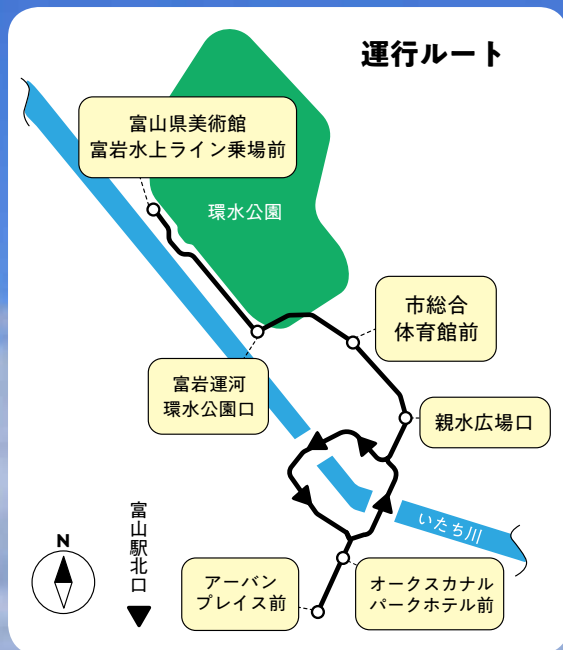 運行ルート
富山県美術館
富岩水上ライン乗場前
環水公園
市総合
体育館前
富岩運河
環水公園口
親水広場口
いたち川
富山駅北口
N
アーバン
プレイス前
オークスカナル
パークホテル前